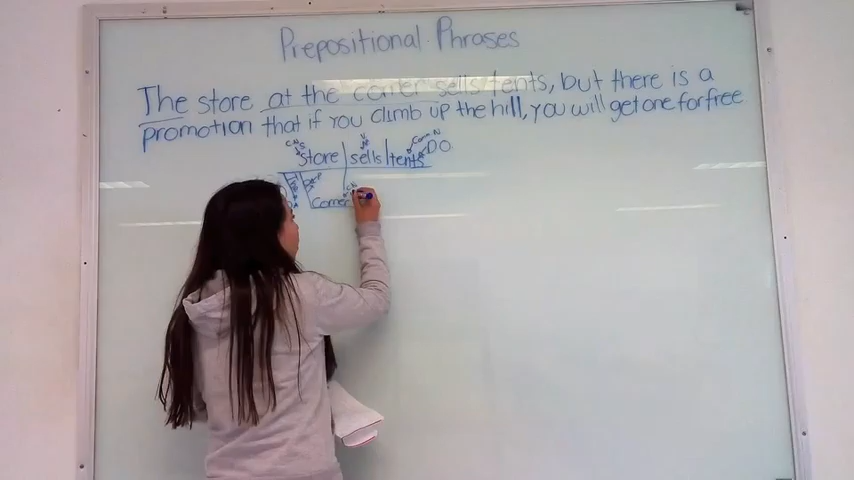 Prepositional Phrases
The store at the corner sells tents, but there is a
promotion that if you climb up the hill, you will get one for free
store sells tents DO
Corner